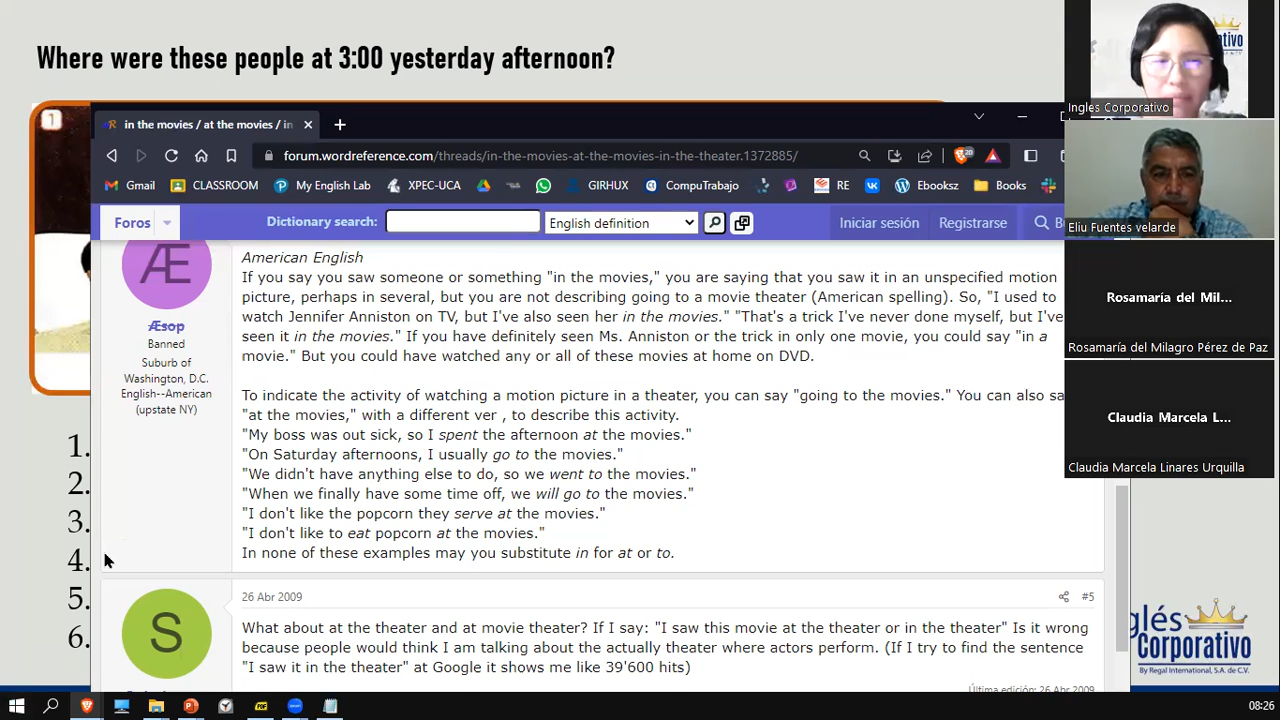 Where were these people at 3:00 yesterday afternoon?
1
1.
2.
3.
4.
5.
6.
in the movies / at the movies / in
forum.wordreference.com/threads/in-the-movies-at-the-movies-in-the-theater.1372885/
20
Gmail
CLASSROOM
My English Lab
XPEC-UCA
GIRHUX
CompuTrabajo
RE
Ebooksz
Books
Foros
Dictionary search:
English definition
Iniciar sesión
Registrarse
Æ
Æsop
Banned
Suburb of
Washington, D.C.
English--American
(upstate NY)
American English
If you say you saw someone or something "in the movies," you are saying that you saw it in an unspecified motion
picture, perhaps in several, but you are not describing going to a movie theater (American spelling). So, "I used to
watch Jennifer Anniston on TV, but I've also seen her in the movies." "That's a trick I've never done myself, but I've
seen it in the movies." If you have definitely seen Ms. Anniston or the trick in only one movie, you could say "in a
movie." But you could have watched any or all of these movies at home on DVD.
To indicate the activity of watching a motion picture in a theater, you can say "going to the movies." You can also sa
"at the movies," with a different ver , to describe this activity.
"My boss was out sick, so I spent the afternoon at the movies."
"On Saturday afternoons, I usually go to the movies."
"We didn't have anything else to do, so we went to the movies."
"When we finally have some time off, we will go to the movies."
"I don't like the popcorn they serve at the movies."
"I don't like to eat popcorn at the movies."
In none of these examples may you substitute in for at or to.
S
26 Abr 2009
#5
What about at the theater and at movie theater? If I say: "I saw this movie at the theater or in the theater" Is it wrong
because people would think I am talking about the actually theater where actors perform. (If I try to find the sentence
"I saw it in the theater" at Google it shows me like 39'600 hits)
Última edición: 26 Abr 2009
Ingles Corporativo
Eliu Fuentes velarde
Rosamaría del Mil...
Rosamaría del Milagro Pérez de Paz
Claudia Marcela L...
Claudia Marcela Linares Urquilla
glés
Corporativo
By Regal International, S.A. de C.V.
08:26